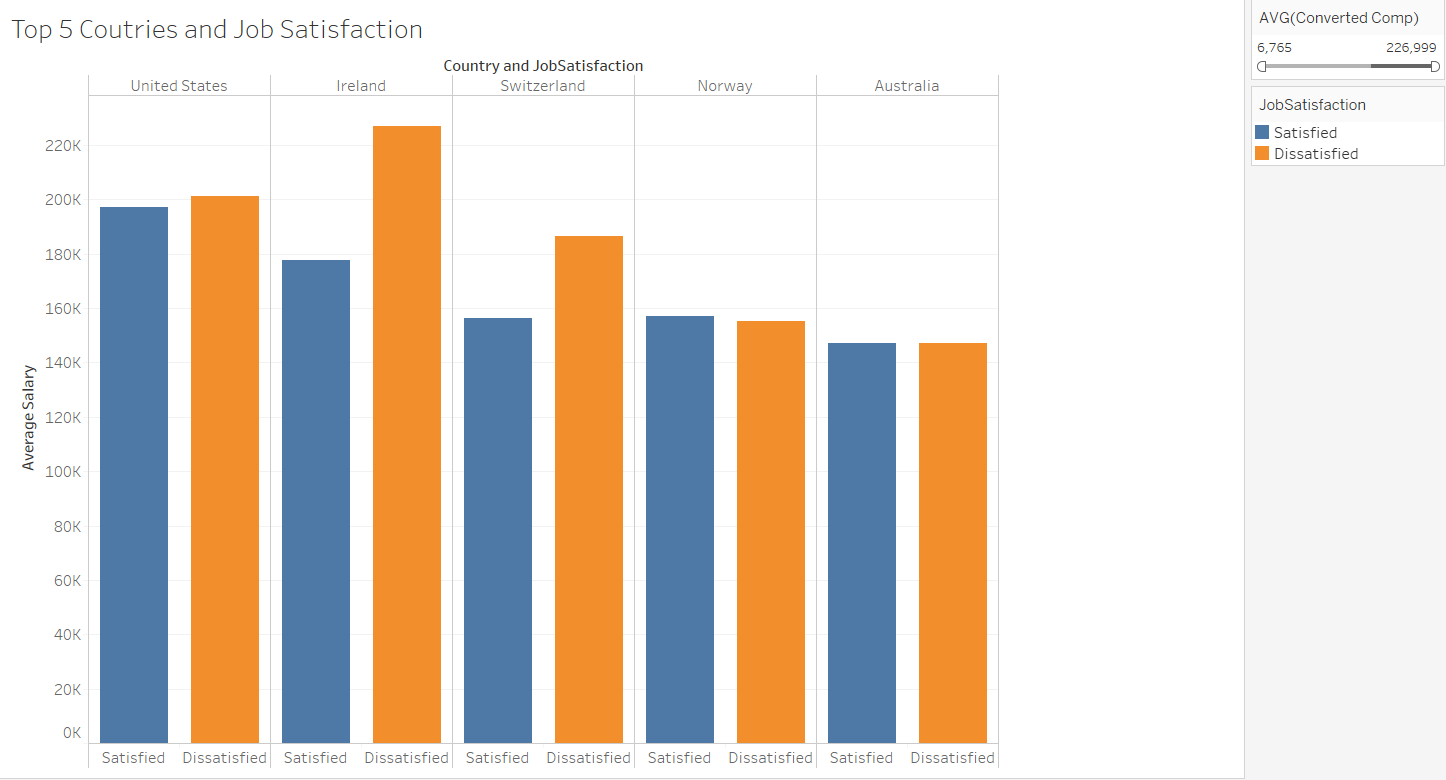 Top 5 Coutries and Job Satisfaction
Country and JobSatisfaction
United States Ireland Switzerland Norway Australia
220K
200K
180K
160K
140K
120K
100K
80K
60K
40K
20K
0K
Average Salary
Satisfied Dissatisfied Satisfied Dissatisfied Satisfied Dissatisfied Satisfied Dissatisfied Satisfied Dissatisfied
AVG(Converted Comp)
6,765 226,999
JobSatisfaction
Satisfied
Dissatisfied